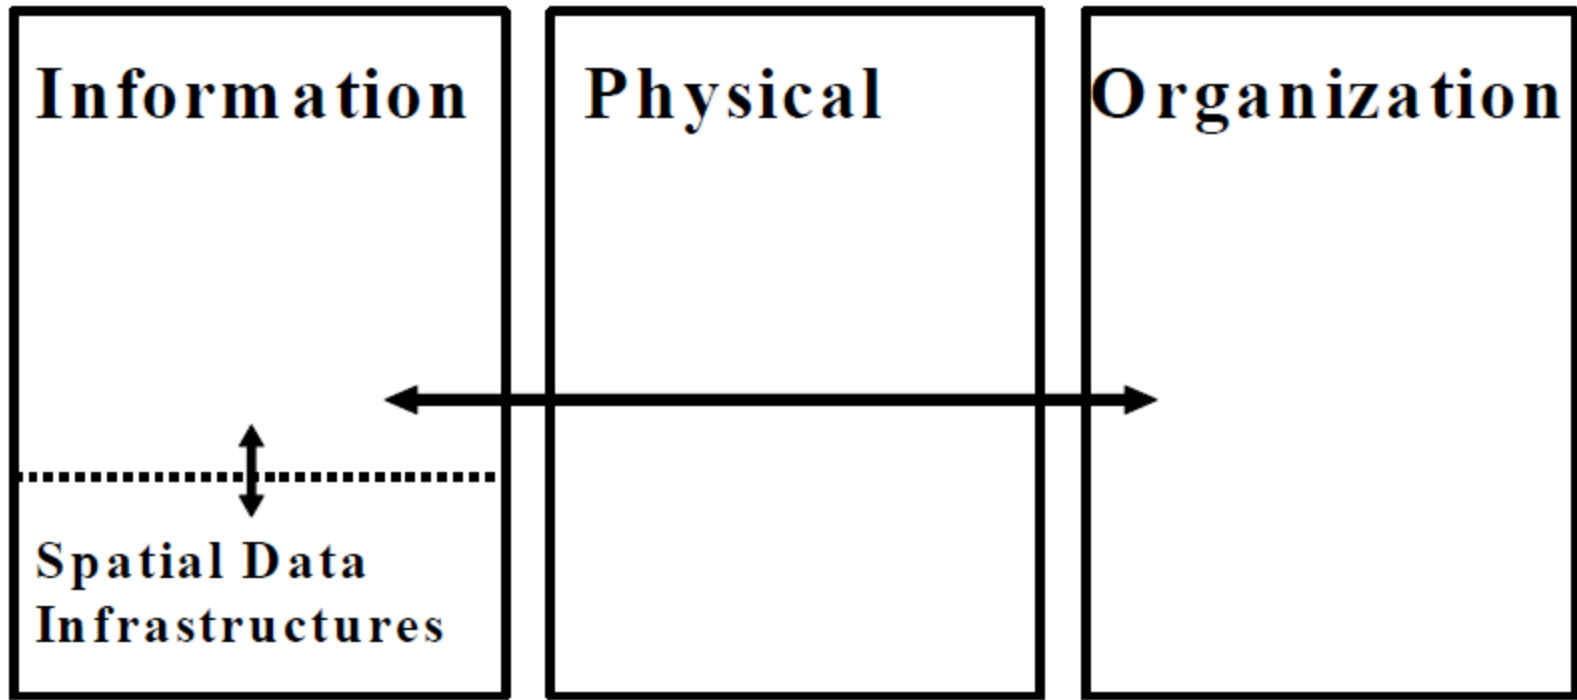 Information
Physical
Organization
Spatial Data
Infrastructures